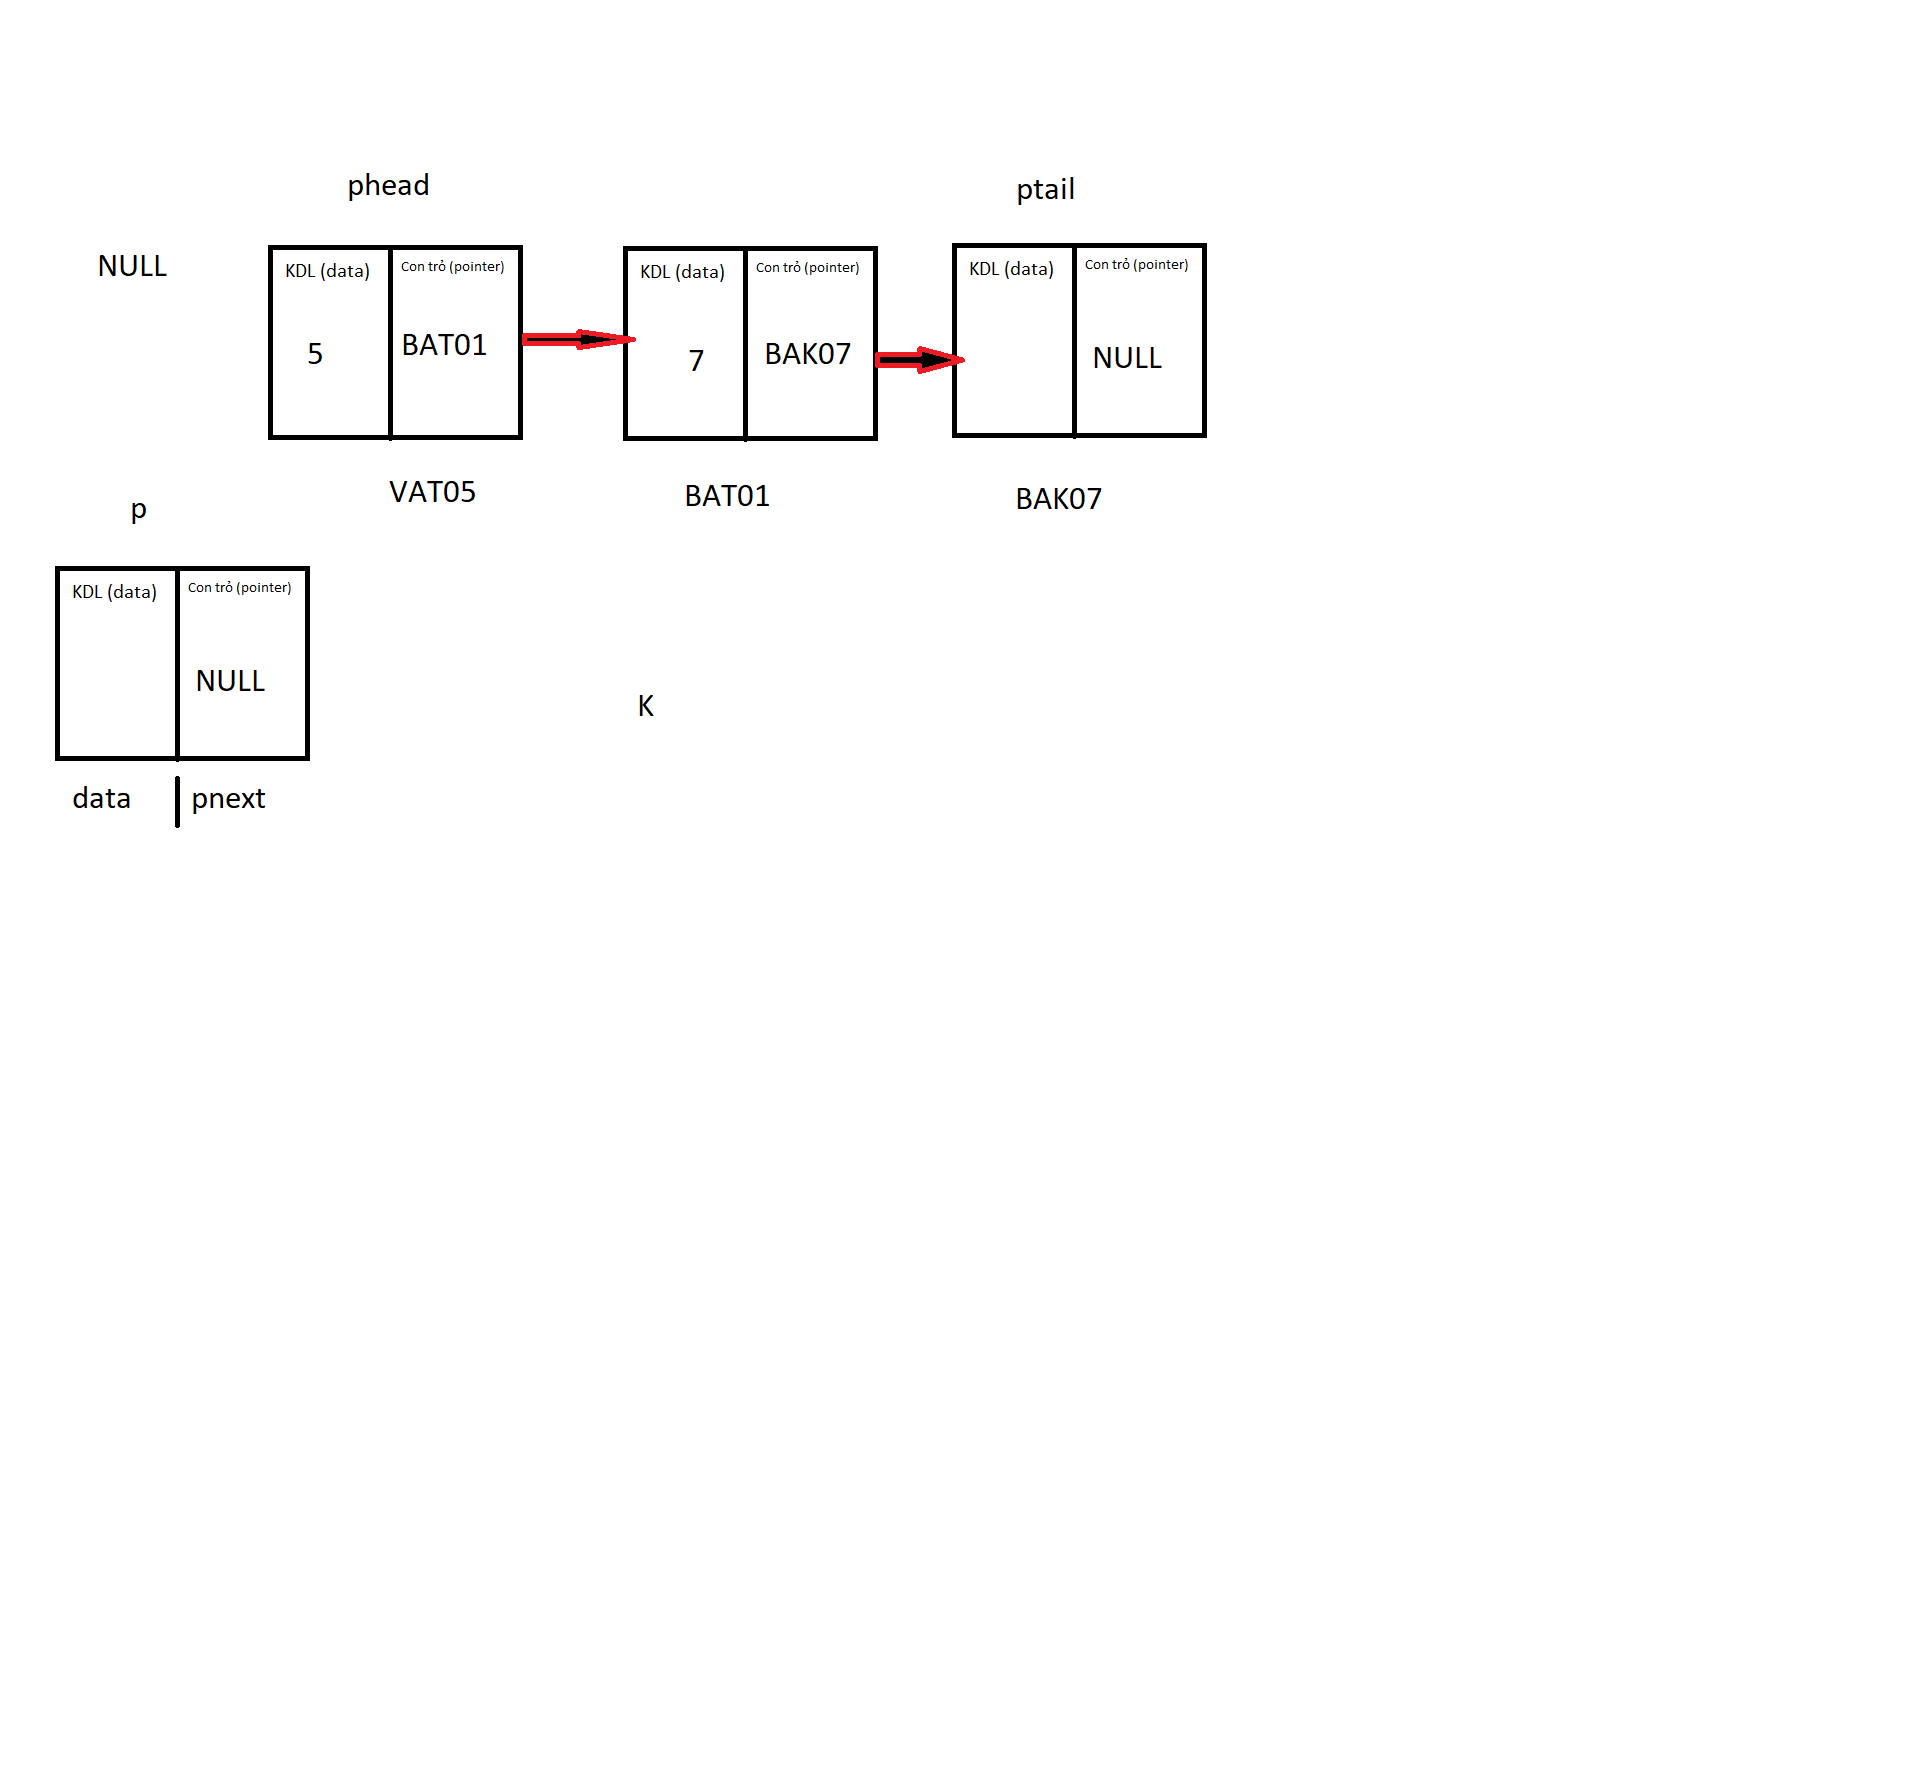 phead
ptail
NULL
KDL (data) Con trỏ (pointer)
5 BAT01
KDL (data) Con trỏ (pointer)
7 BAK07
KDL (data) Con trỏ (pointer)
NULL
VAT05
BAT01
BAK07
p
KDL (data) Con trỏ (pointer)
NULL
K
data pnext